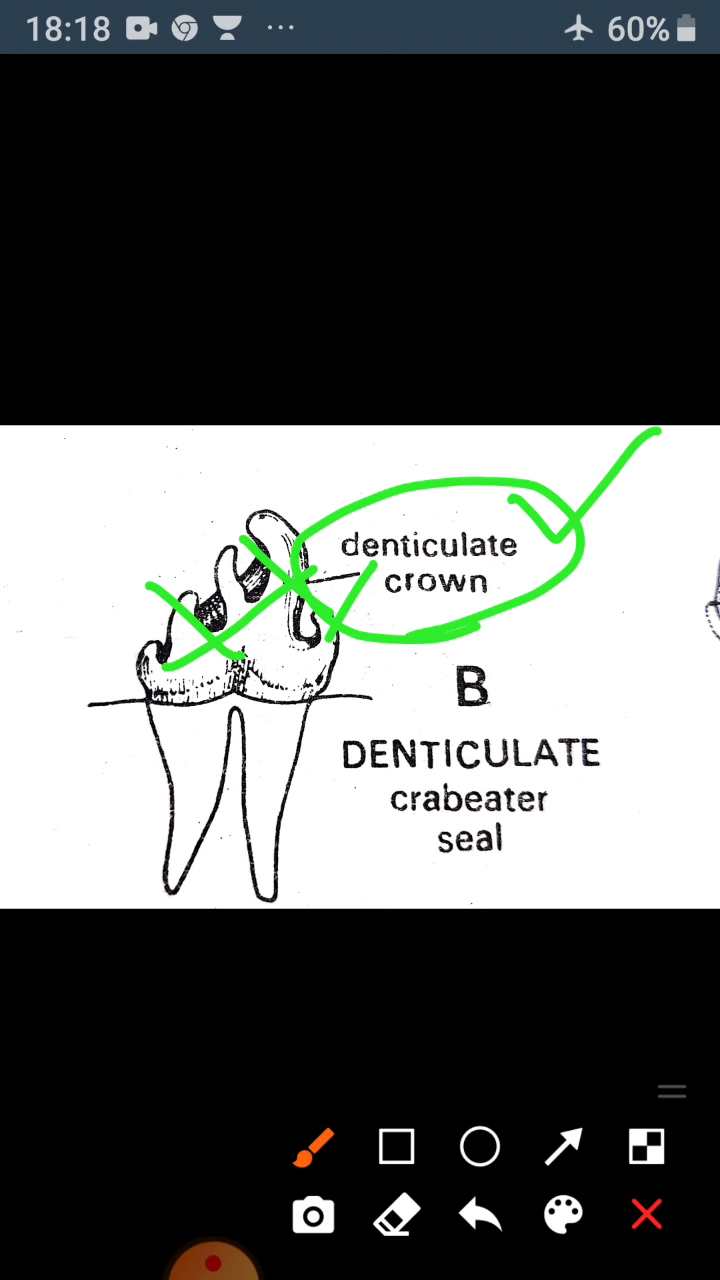 18:18 ... 60%
denticulate
crown
B
DENTICULATE
crabeater
seal